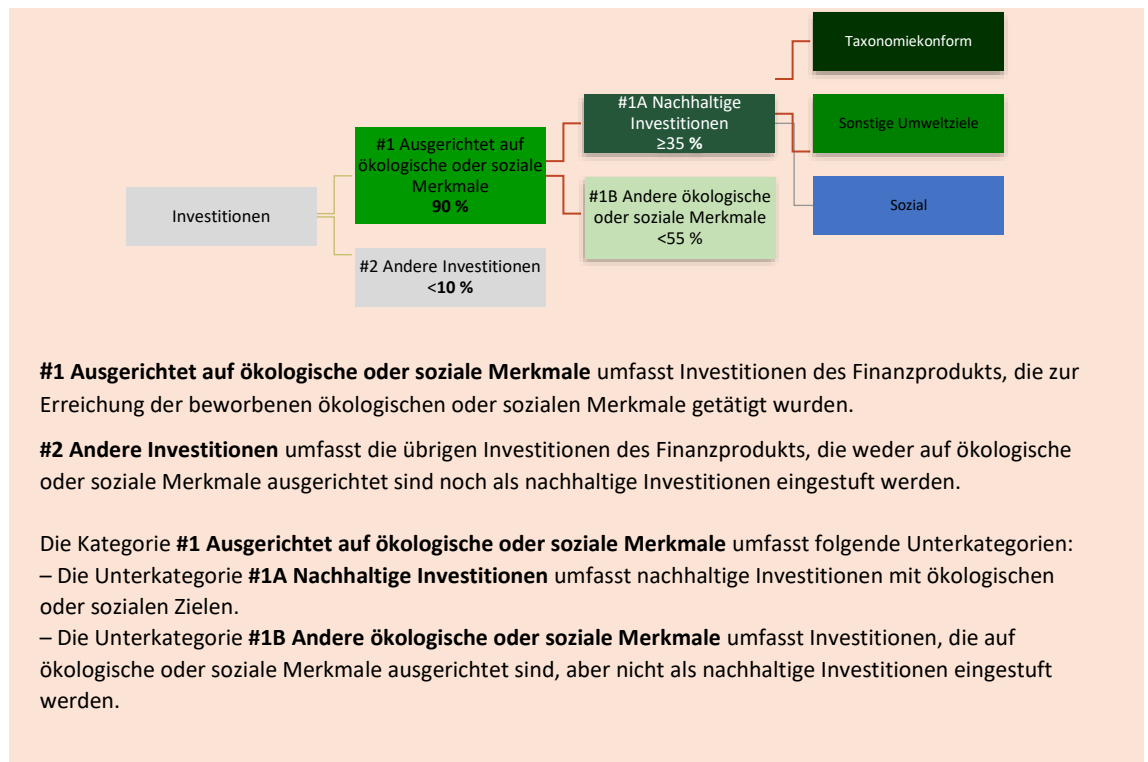 Taxonomiekonform
#1A Nachhaltige
Investitionen
≥35 %
Sonstige Umweltziele
#1 Ausgerichtet auf
ökologische oder soziale
Merkmale
90 %
#1B Andere ökologische
oder soziale Merkmale
<55 %
Sozial
Investitionen
#2 Andere Investitionen
<10 %
#1 Ausgerichtet auf ökologische oder soziale Merkmale umfasst Investitionen des Finanzprodukts, die zur
Erreichung der beworbenen ökologischen oder sozialen Merkmale getätigt wurden.
#2 Andere Investitionen umfasst die übrigen Investitionen des Finanzprodukts, die weder auf ökologische
oder soziale Merkmale ausgerichtet sind noch als nachhaltige Investitionen eingestuft werden.
Die Kategorie #1 Ausgerichtet auf ökologische oder soziale Merkmale umfasst folgende Unterkategorien:
– Die Unterkategorie #1A Nachhaltige Investitionen umfasst nachhaltige Investitionen mit ökologischen
oder sozialen Zielen.
– Die Unterkategorie #1B Andere ökologische oder soziale Merkmale umfasst Investitionen, die auf
ökologische oder soziale Merkmale ausgerichtet sind, aber nicht als nachhaltige Investitionen eingestuft
werden.